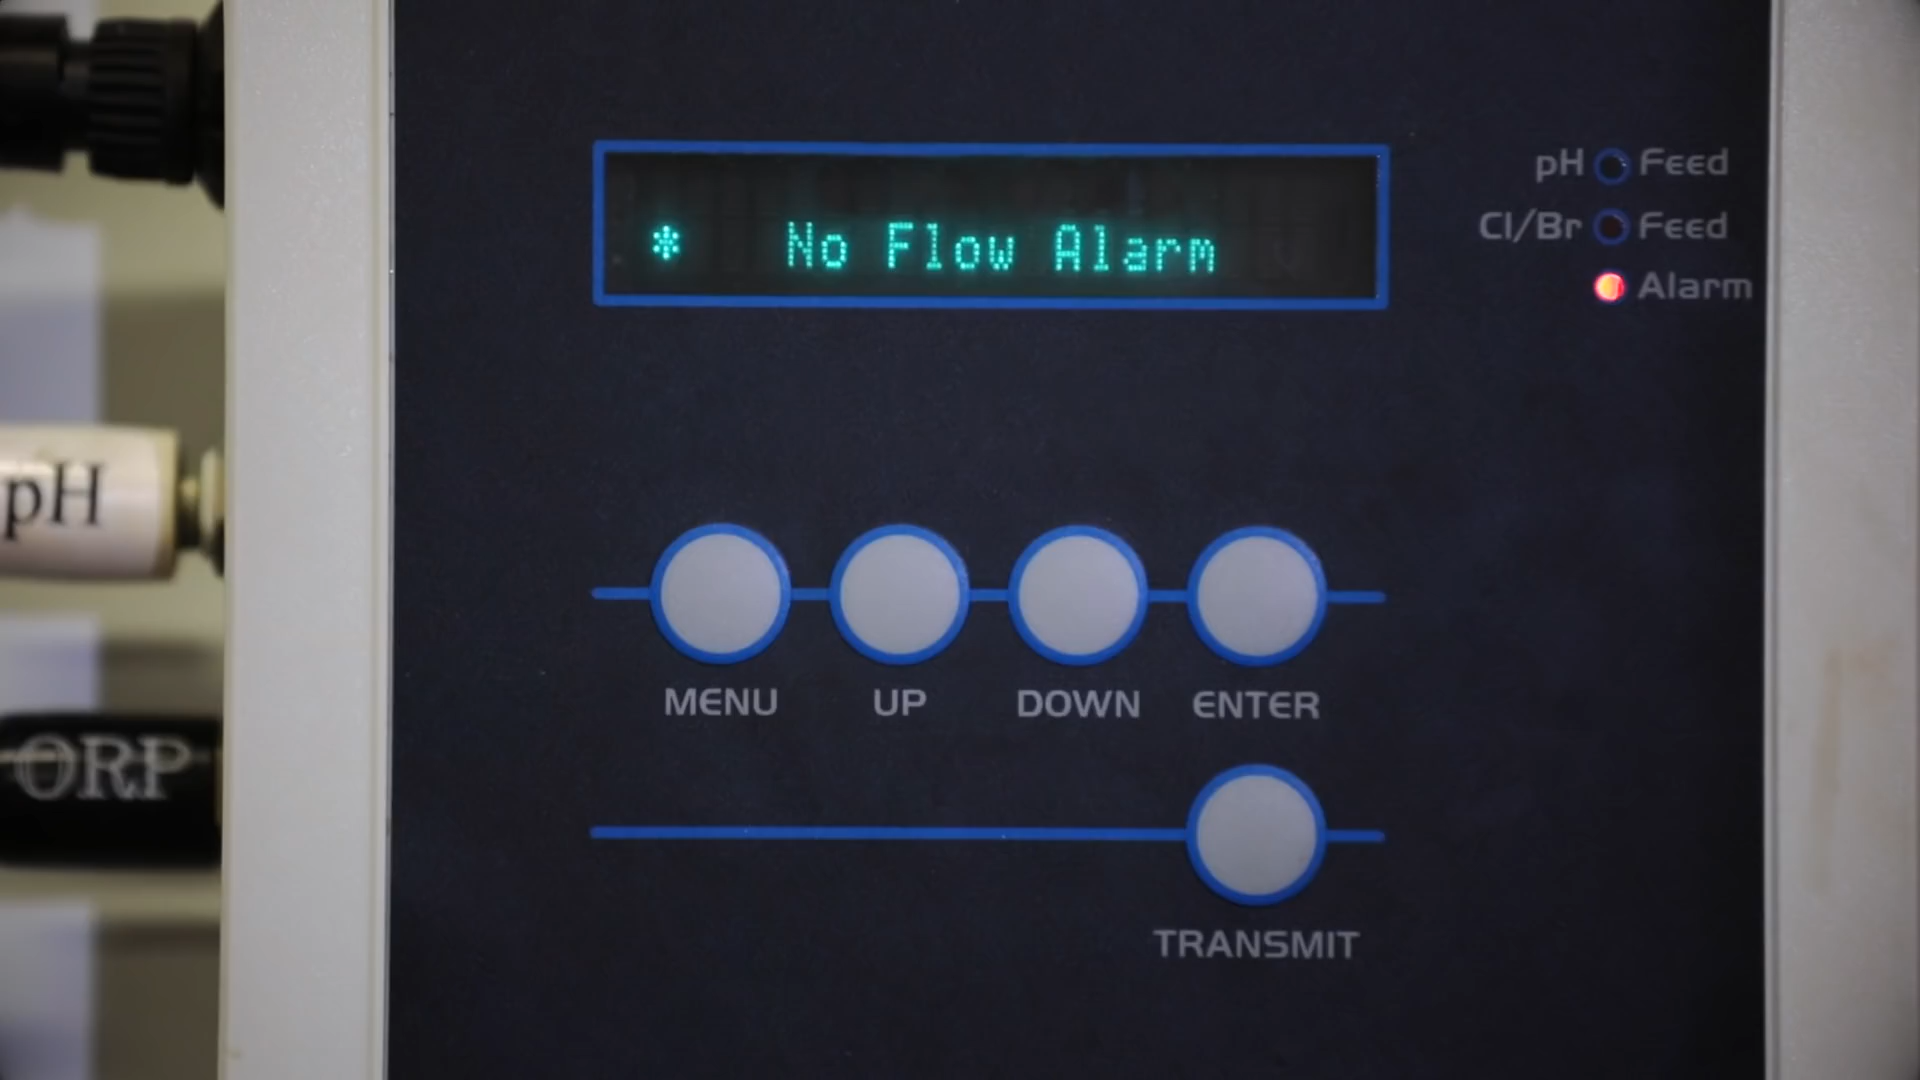 * No Flow Alarm
pH Feed
Cl/Br Feed
Alarm
pH
MENU UP DOWN ENTER
ORP
TRANSMIT